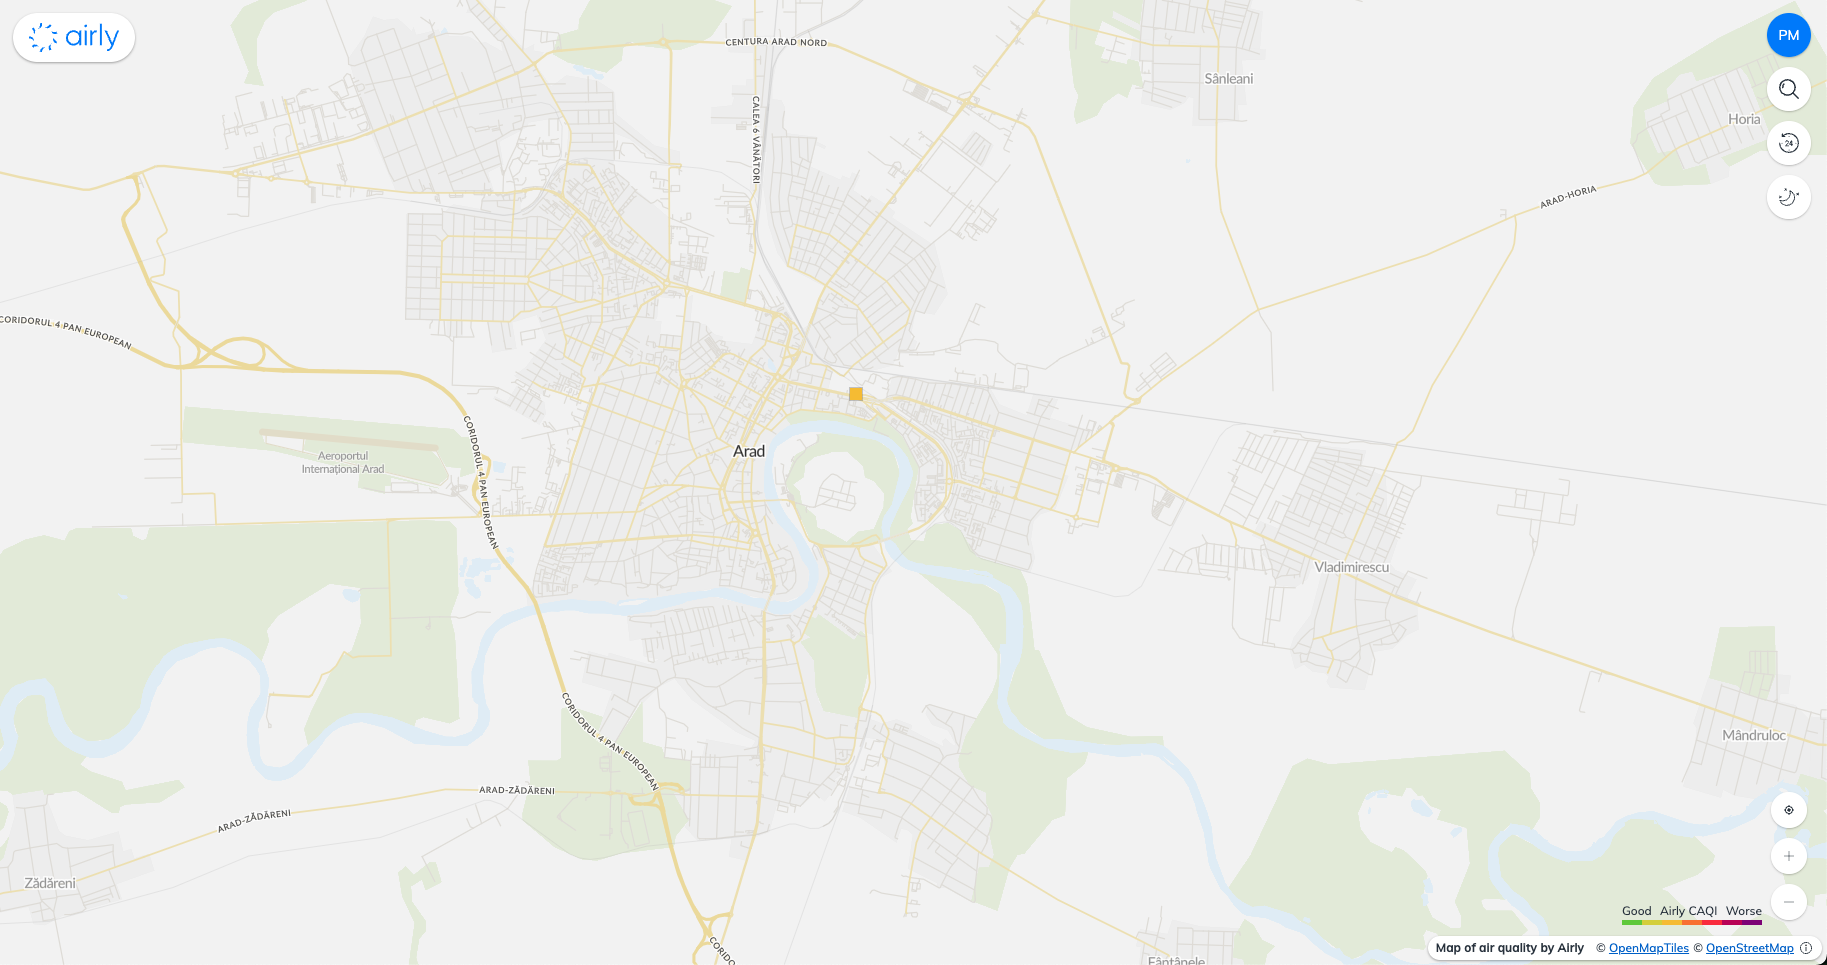 airly
PM
CENTURA ARAD NORD
Sânleani
CALEA 6 VÂNĂTORI
Horia
24
ARAD-HORIA
CORIDORUL 4 PAN EUROPEAN
Arad
Aeroportul
Internațional Arad
CORIDORUL 4 PAN EUROPEAN
Vladimirescu
CORIDORUL 4 PAN EUROPEAN
Mândruloc
ARAD-ZĂDĂRENI
ARAD-ZĂDĂRENI
Zădăreni
Good Airly CAQI Worse
CORIDO
Map of air quality by Airly © OpenMapTiles © OpenStreetMap
Fântânele